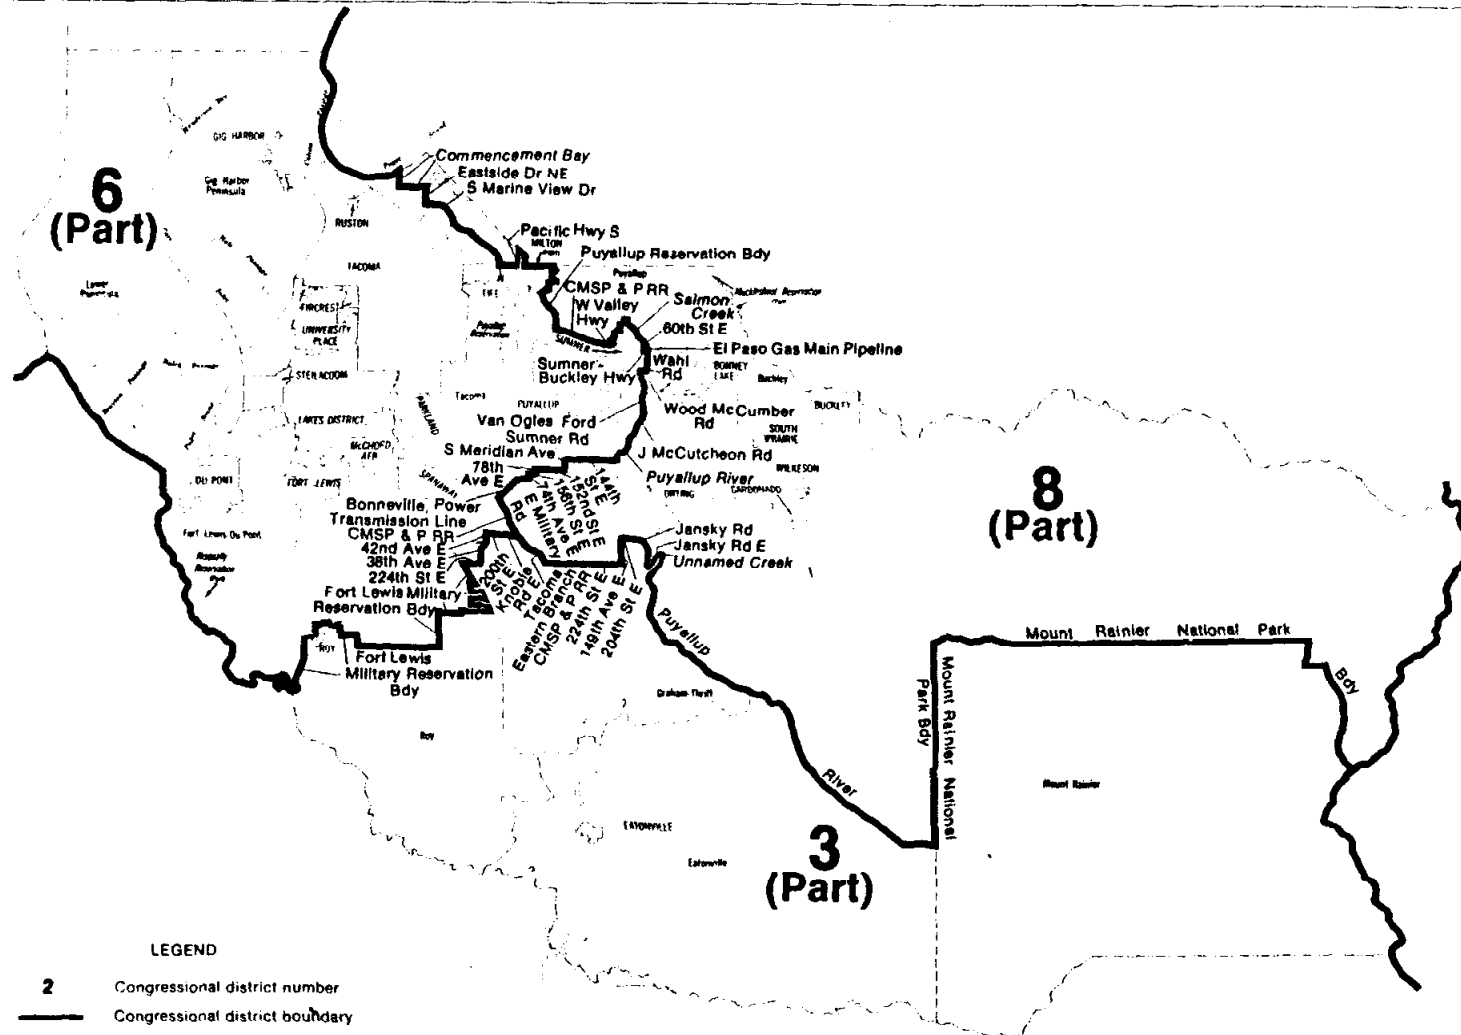 GIG HARBOR
Commencement Bay
Eastside Dr NE
S Marine View Dr
6
(Part)
Gig Harbor
Peninsula
RUSTON
Pacific Hwy S
MILTON
Puyallup Reservation Bdy
TACOMA
Puyallup
CMSP & P RR
W Valley
Hwy
Salmon
Creek
60th St E
FIFE
FIRCREST
UNIVERSITY
PLACE
Puyallup
Reservation
SUMNER
El Paso Gas Main Pipeline
Sumner-
Buckley Hwy
Wahl
Rd
BONNEY
LAKE
Buckley
STEILACOOM
Tacoma
PUYALLUP
BUCKLEY
PARKLAND
Wood McCumber
Rd
LAKES DISTRICT
Van Ogles Ford
Sumner Rd
SOUTH
PRAIRIE
McCHORD
AFB
S Meridian Ave
J McCutcheon Rd
WILKESON
78th
Ave E
Puyallup River
SPANAWAY
DU PONT
FORT LEWIS
ORTING
CARBONADO
8
(Part)
144th
St E
152nd St E
156th St E
74th Ave E
E Military
Rd
Bonneville Power
Transmission Line
CMSP & P RR
42nd Ave E
38th Ave E
224th St E
Jansky Rd
Jansky Rd E
Unnamed Creek
Fort Lewis Du Pont
Nisqually
Reservation
Fort Lewis Military
Reservation Bdy
200th
St E
Knoble
Rd E
Tacoma
Eastern Branch
CMSP & P RR
224th St E
149th Ave E
204th St E
Puyallup
ROY
Fort Lewis
Military Reservation
Bdy
Mount Rainier National Park
Bdy
Graham-Thrift
Roy
Mount Rainier National
Park Bdy
River
Mount Rainier
EATONVILLE
Eatonville
3
(Part)
LEGEND
2 Congressional district number
Congressional district boundary